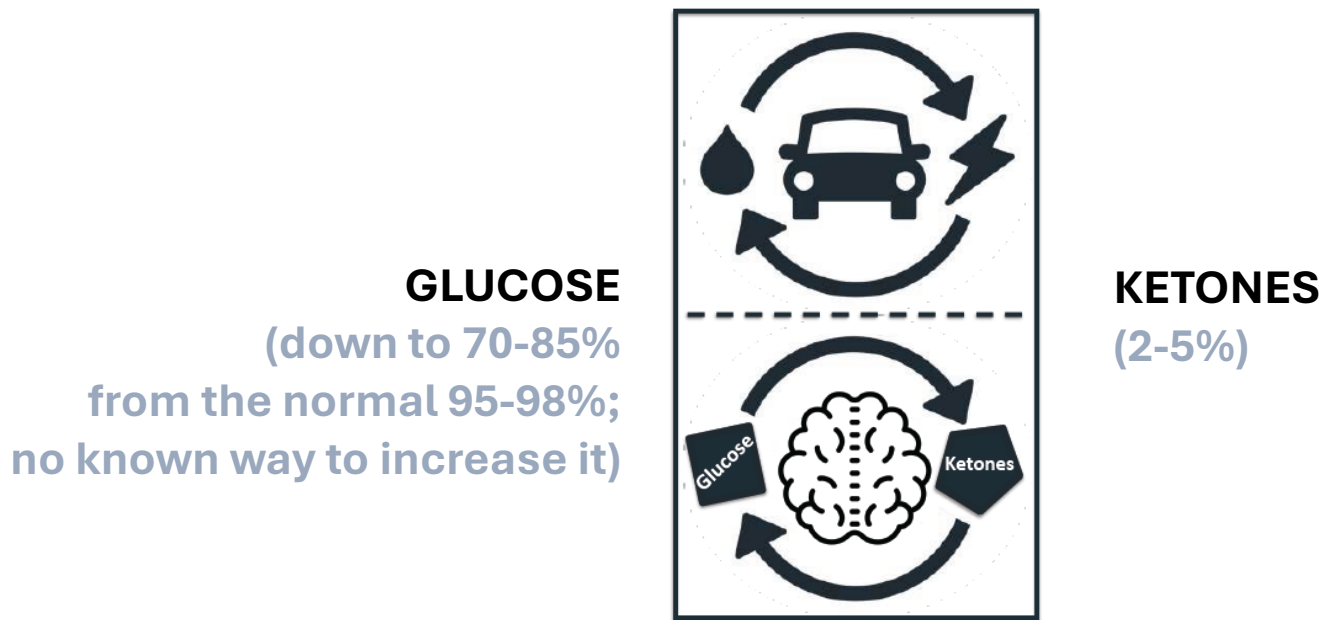 GLUCOSE
(down to 70-85%
from the normal 95-98%;
no known way to increase it)
Glucose
Ketones
KETONES
(2-5%)